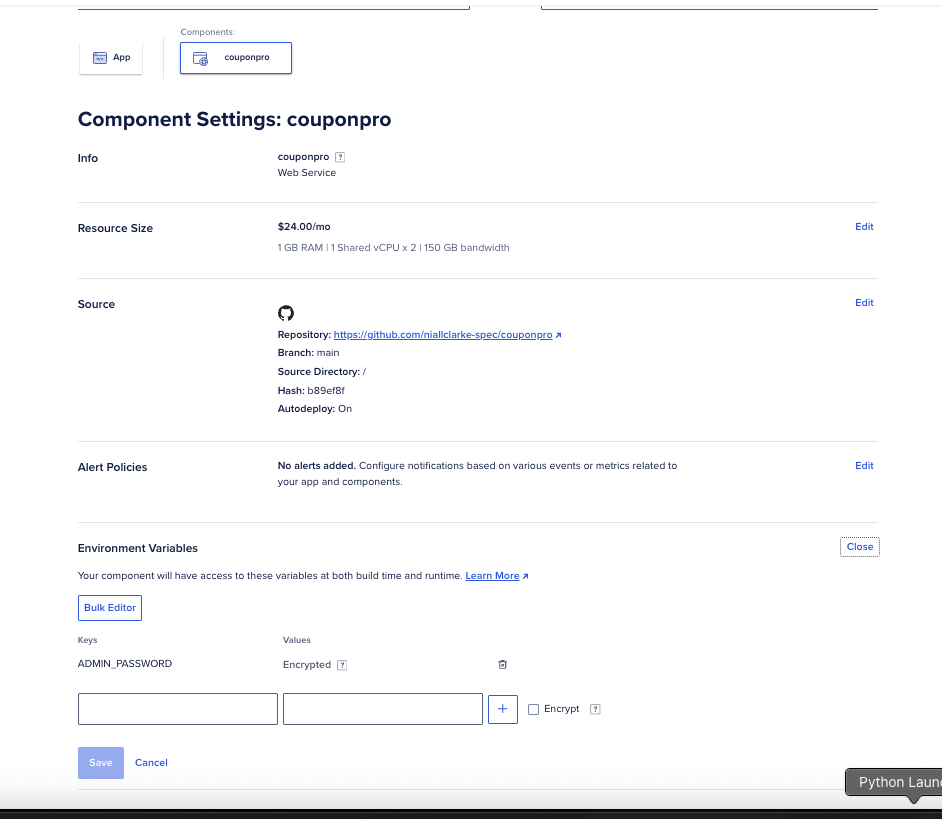 Components:
App
couponpro
Component Settings: couponpro
Info
couponpro ?
Web Service
Resource Size
$24.00/mo
Edit
1 GB RAM | 1 Shared vCPU x 2 | 150 GB bandwidth
Source
Edit
Repository: https://github.com/niallclarke-spec/couponpro
Branch: main
Source Directory: /
Hash: b89ef8f
Autodeploy: On
Alert Policies
No alerts added. Configure notifications based on various events or metrics related to
your app and components.
Edit
Environment Variables
Close
Your component will have access to these variables at both build time and runtime. Learn More
Bulk Editor
Keys
Values
ADMIN_PASSWORD
Encrypted ?
+
Encrypt ?
Save
Cancel
Python Laun